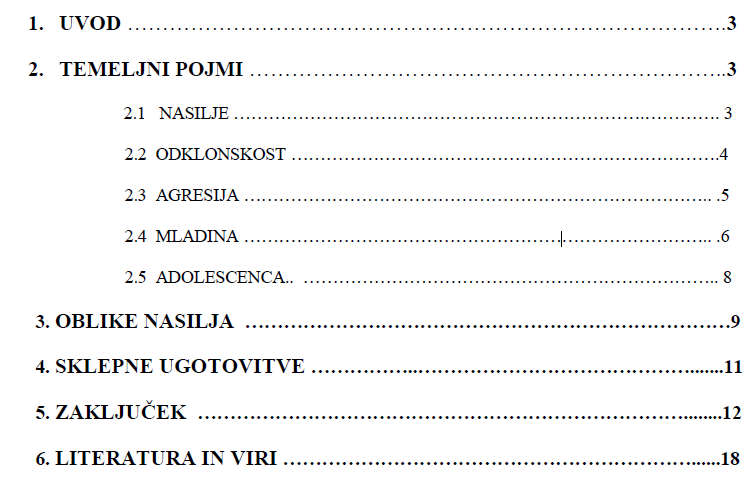 1. UVOD ……………………………………………………………………….3
2. TEMELJNI POJMI ………………………………………………………….3
2.1 NASILJE ……………………………………………….………… 3
2.2 ODKLONSKOST ………………………………………………….4
2.3 AGRESIJA ……………………………………………………….. .5
2.4 MLADINA ……………………………………………………….. .6
2.5 ADOLESCENCA.. ……………………………………………….. 8
3. OBLIKE NASILJA …………………………………………………………9
4. SKLEPNE UGOTOVITVE ……………..………………………………........11
5. ZAKLJUČEK …………………………………………………………........12
6. LITERATURA IN VIRI ………………………………………………......18